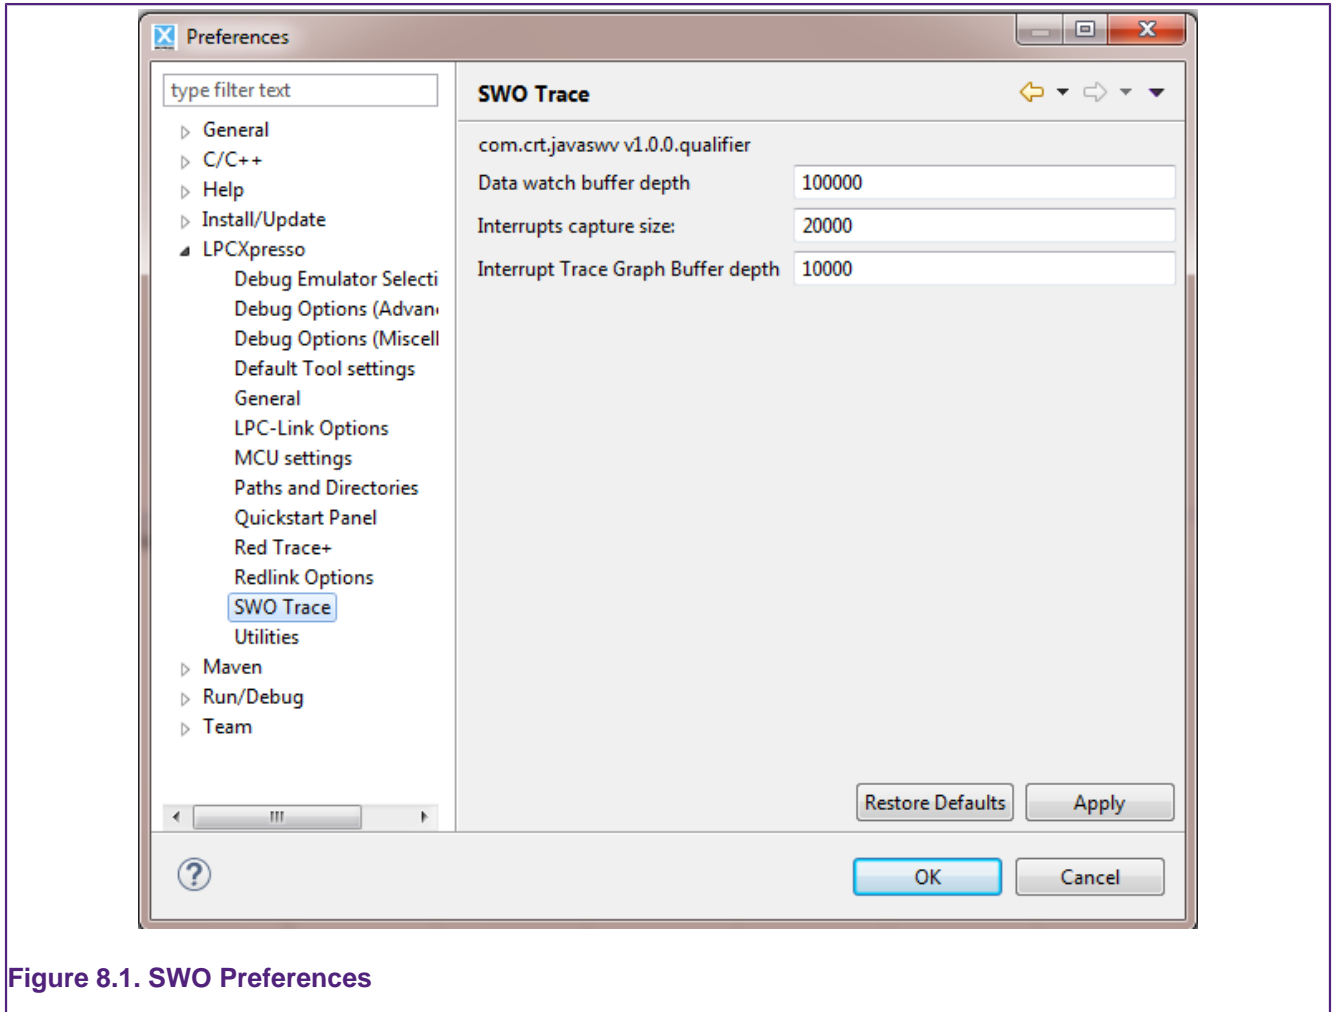 Preferences
type filter text
General
C/C++
Help
Install/Update
LPCXpresso
Debug Emulator Selecti
Debug Options (Advan
Debug Options (Miscell
Default Tool settings
General
LPC-Link Options
MCU settings
Paths and Directories
Quickstart Panel
Red Trace+
Redlink Options
SWO Trace
Utilities
Maven
Run/Debug
Team
SWO Trace
com.crt.javaswv v1.0.0.qualifier
Data watch buffer depth 100000
Interrupts capture size: 20000
Interrupt Trace Graph Buffer depth 10000
Restore Defaults Apply
OK Cancel
Figure 8.1. SWO Preferences